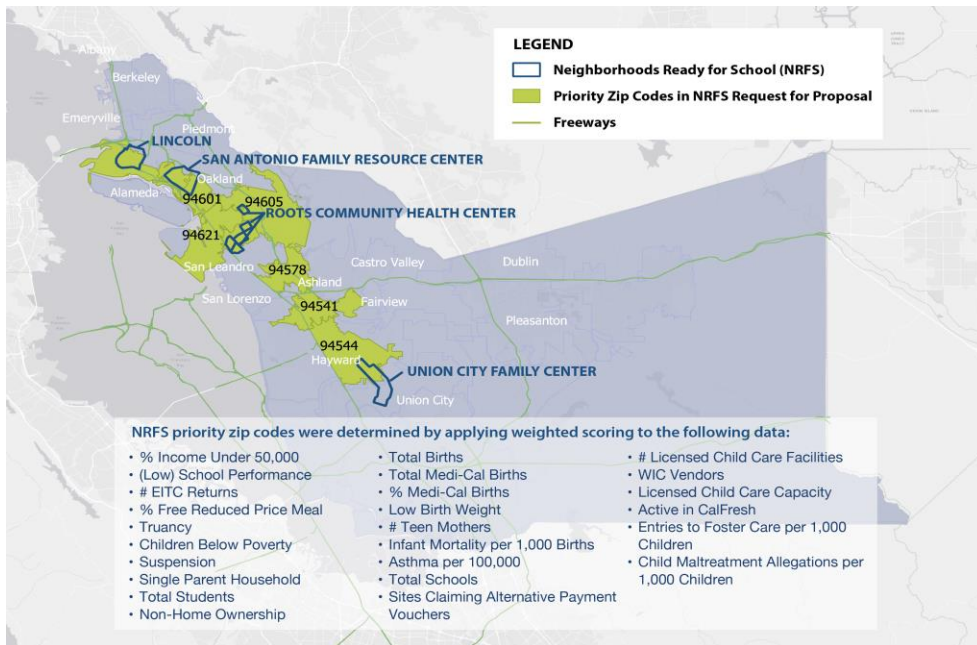 LEGEND
Neighborhoods Ready for School (NRFS)
Priority Zip Codes in NRFS Request for Proposal
Freeways
Albany
Berkeley
Emeryville
Piedmont
LINCOLN
SAN ANTONIO FAMILY RESOURCE CENTER
Oakland
Alameda
94601
94605
ROOTS COMMUNITY HEALTH CENTER
94621
San Leandro
94578
Castro Valley
Dublin
Ashland
San Lorenzo
94541
Fairview
Pleasanton
94544
Hayward
UNION CITY FAMILY CENTER
Union City
NRFS priority zip codes were determined by applying weighted scoring to the following data:
• % Income Under 50,000
• (Low) School Performance
• # EITC Returns
• % Free Reduced Price Meal
Truancy
• Children Below Poverty
• Suspension
• Single Parent Household
• Total Students
• Non-Home Ownership
• Total Births
• Total Medi-Cal Births
• % Medi-Cal Births
• Low Birth Weight
• # Teen Mothers
• Infant Mortality per 1,000 Births
• Asthma per 100,000
• Total Schools
• Sites Claiming Alternative Payment
Vouchers
• # Licensed Child Care Facilities
• WIC Vendors
• Licensed Child Care Capacity
• Active in CalFresh
• Entries to Foster Care per 1,000
Children
• Child Maltreatment Allegations per
1,000 Children